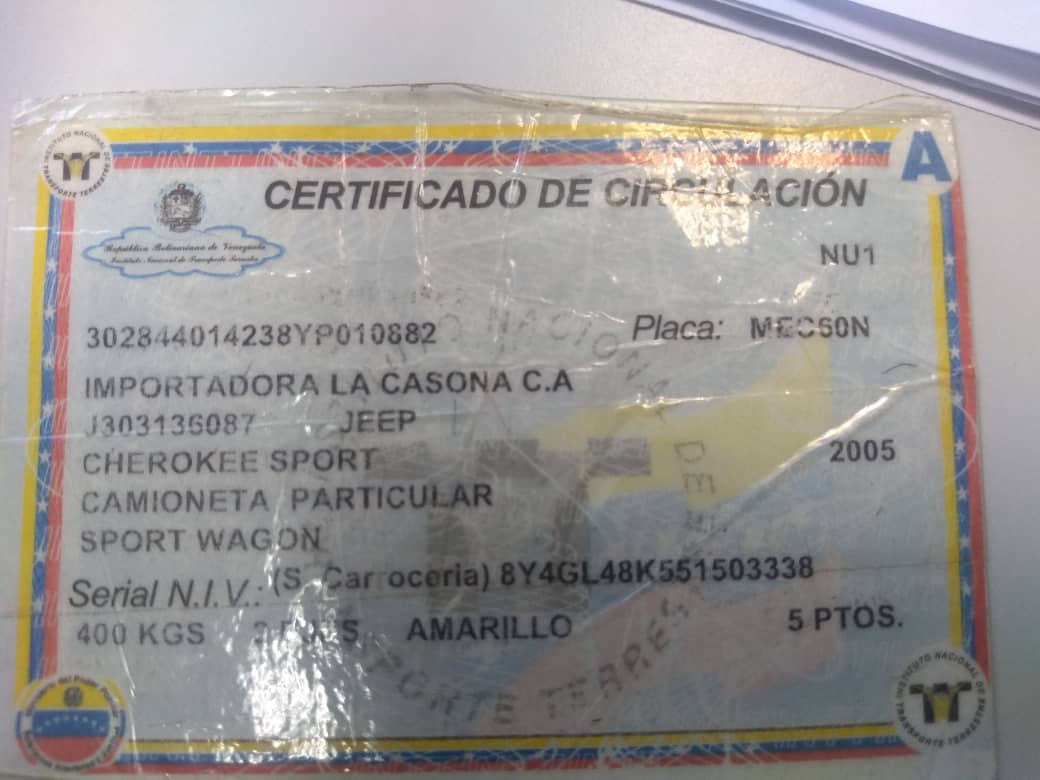 INSTITUTO NACIONAL DE TRANSPORTE TERRESTRE
A
CERTIFICADO DE CIRCULACIÓN
República Bolivariana de Venezuela
Instituto Nacional de Transporte Terrestre
NU1
302844014238YP010882
Placa: MEC60N
IMPORTADORA LA CASONA C.A
J303136087 JEEP
CHEROKEE SPORT 2005
CAMIONETA PARTICULAR
SPORT WAGON
Serial N.I.V.: (S. Carroceria) 8Y4GL48K551503338
400 KGS AMARILLO 5 PTOS.
INSTITUTO NACIONAL DE TRANSPORTE TERRESTRE